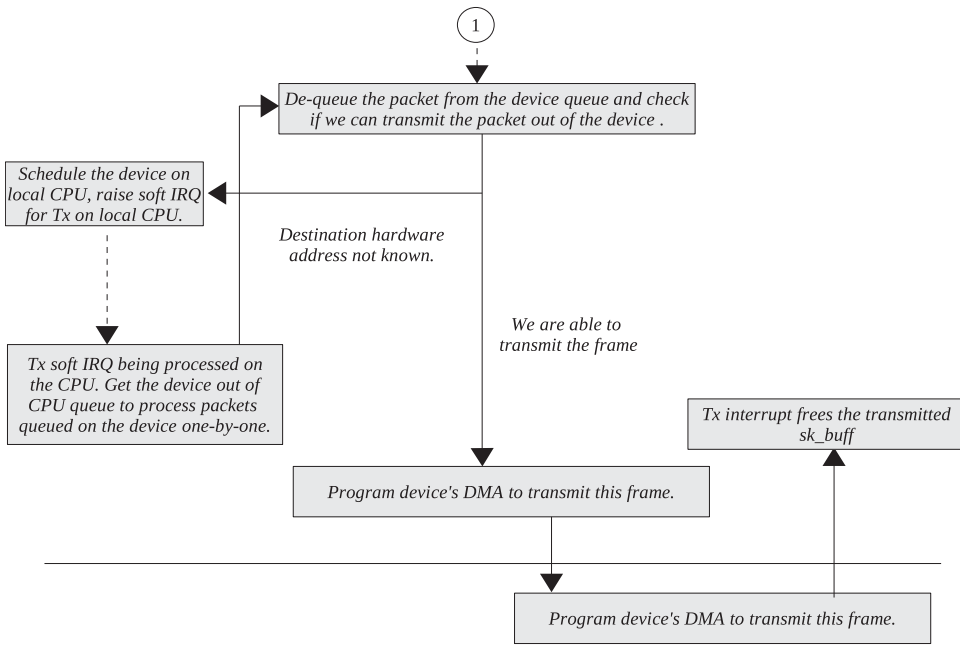 1
De-queue the packet from the device queue and check
if we can transmit the packet out of the device .
Schedule the device on
local CPU, raise soft IRQ
for Tx on local CPU.
Destination hardware
address not known.
We are able to
transmit the frame
Tx soft IRQ being processed on
the CPU. Get the device out of
CPU queue to process packets
queued on the device one-by-one.
Tx interrupt frees the transmitted
sk_buff
Program device's DMA to transmit this frame.
Program device's DMA to transmit this frame.